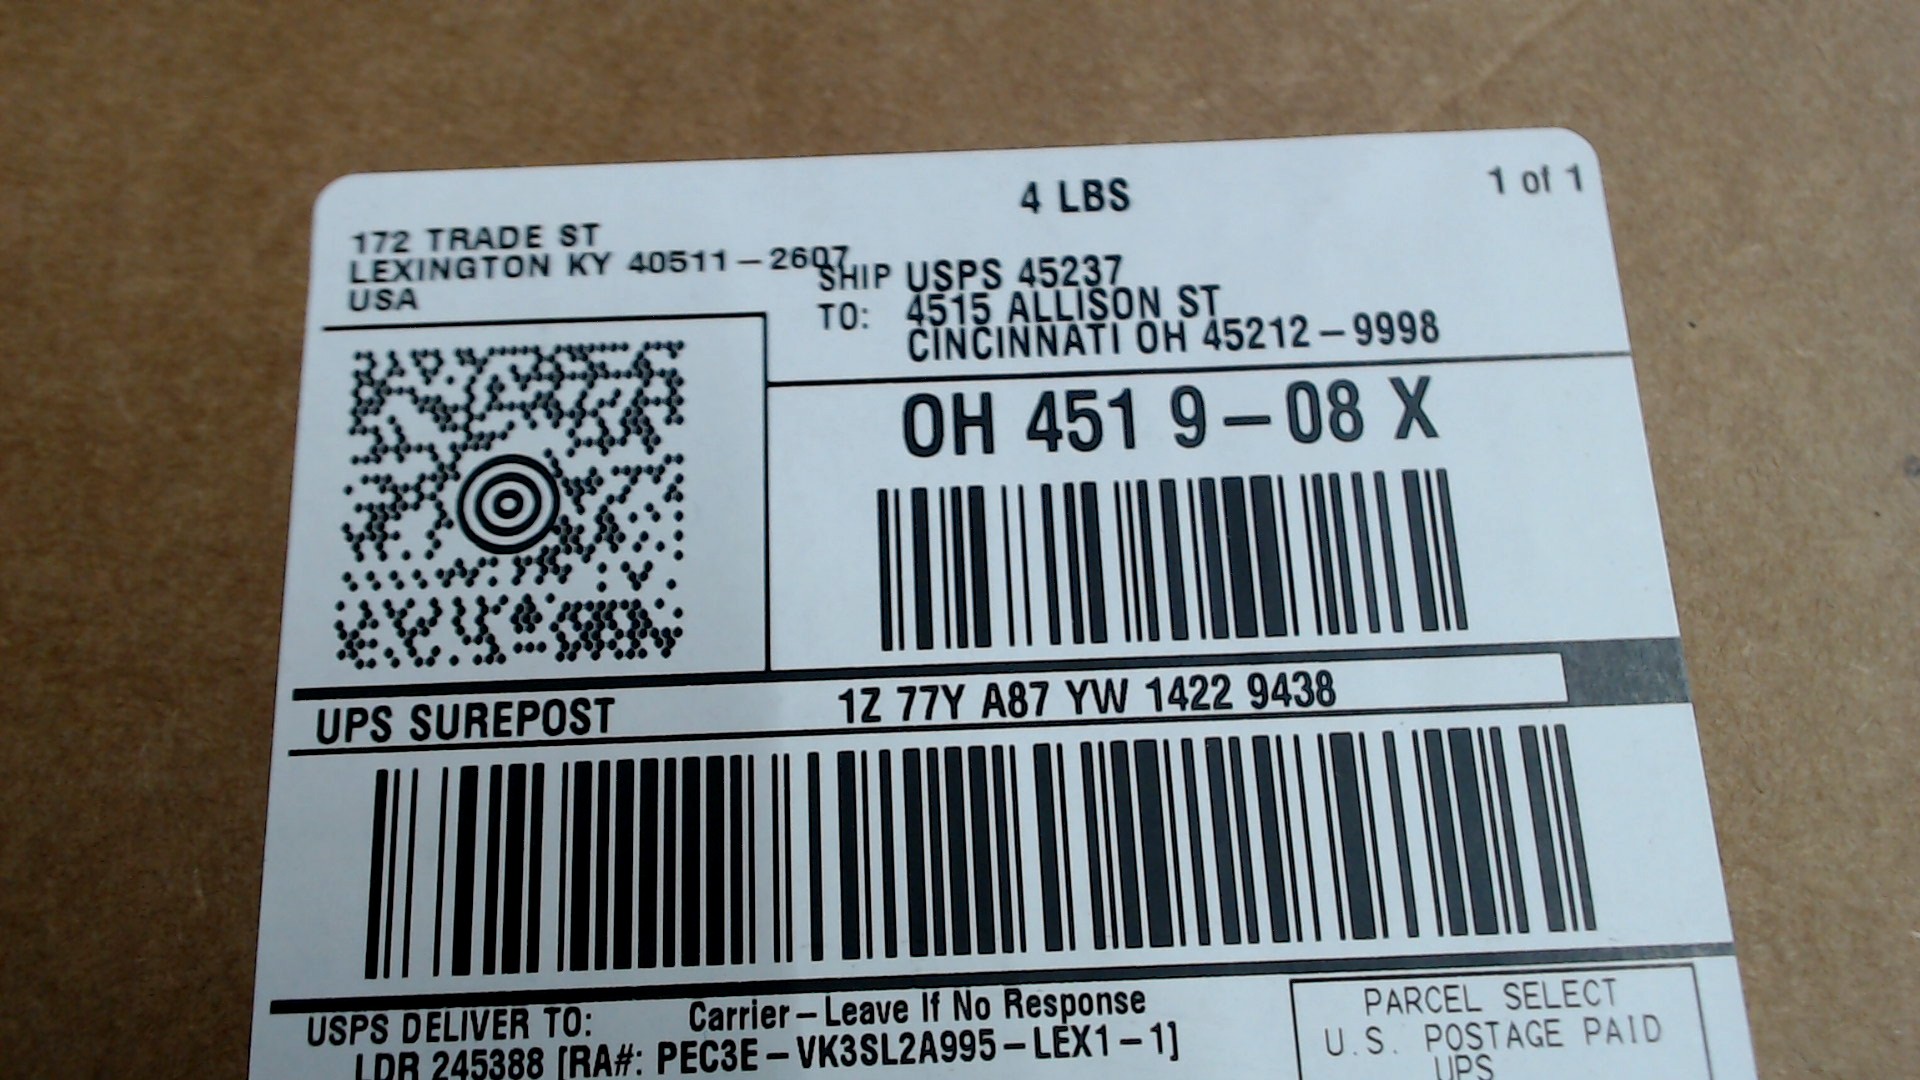 4 LBS
1 of 1
172 TRADE ST
LEXINGTON KY 40511-2607
USA
SHIP USPS 45237
TO: 4515 ALLISON ST
CINCINNATI OH 45212-9998
OH 451 9-08 X
UPS SUREPOST
1Z 77Y A87 YW 1422 9438
USPS DELIVER TO:
Carrier-Leave If No Response
LDR 245388 [RA#: PEC3E-VK3SL2A995-LEX1-1]
PARCEL SELECT
U.S. POSTAGE PAID
UPS